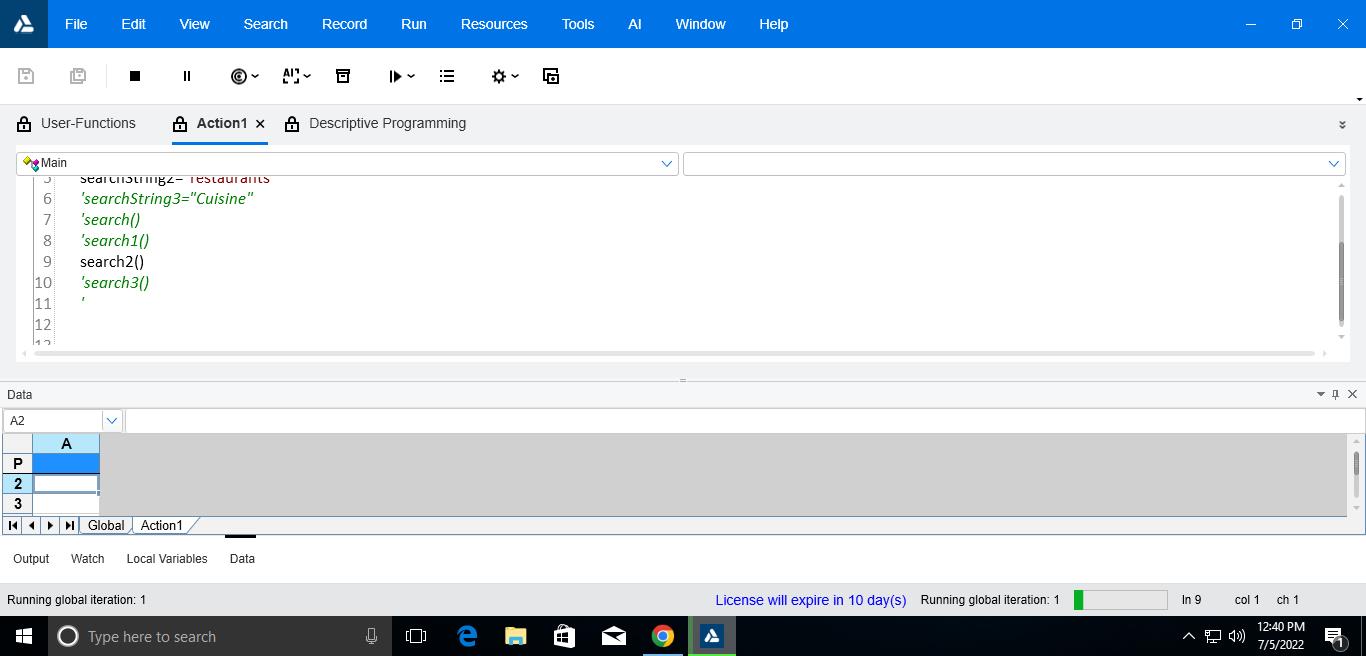 File Edit View Search Record Run Resources Tools AI Window Help
User-Functions Action1 Descriptive Programming
Main
5 searchString2="restaurants"
6 'searchString3="Cuisine"
7 'search()
8 'search1()
9 search2()
10 'search3()
11 '
12
Data
A2
A
P
2
3
Global Action1
Output Watch Local Variables Data
Running global iteration: 1 License will expire in 10 day(s) Running global iteration: 1 ln 9 col 1 ch 1
Type here to search 12:40 PM
7/5/2022 1